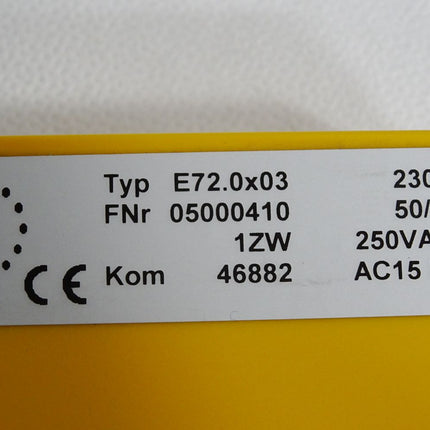 Typ E72.0x03 230
FNr 05000410 50/
1ZW 250VA
CE Kom 46882 AC15